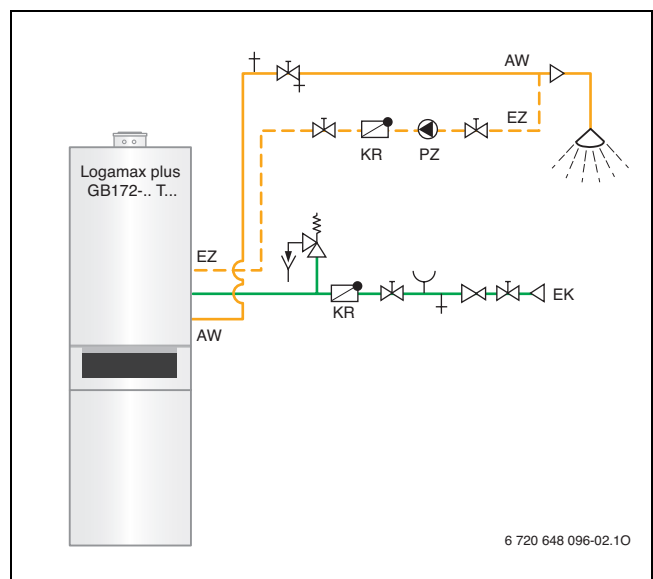 AW
EZ
KR PZ
Logamax plus
GB172-.. T...
EZ
KR
EK
AW
6 720 648 096-02.1O